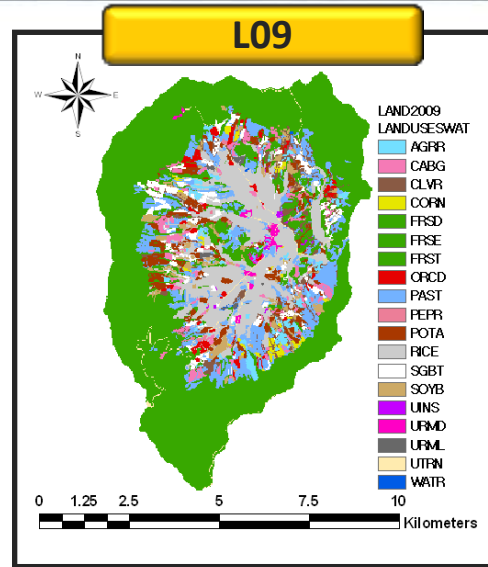 L09
N
W E
S
LAND2009
LANDUSESWAT
AGRR
CABG
CLVR
CORN
FRSD
FRSE
FRST
ORCD
PAST
PEPR
POTA
RICE
SGBT
SOYB
UINS
URMD
URML
UTRN
WATR
0 1.25 2.5 5 7.5 10
Kilometers